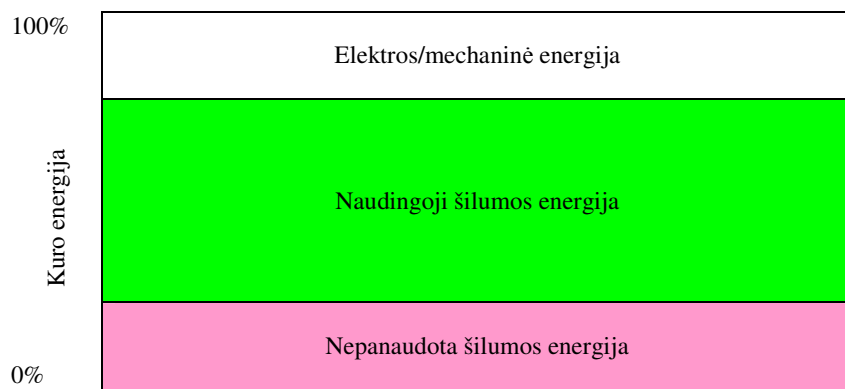 100%
Elektros/mechaninė energija
Kuro energija
Naudingoji šilumos energija
Nepanaudota šilumos energija
0%